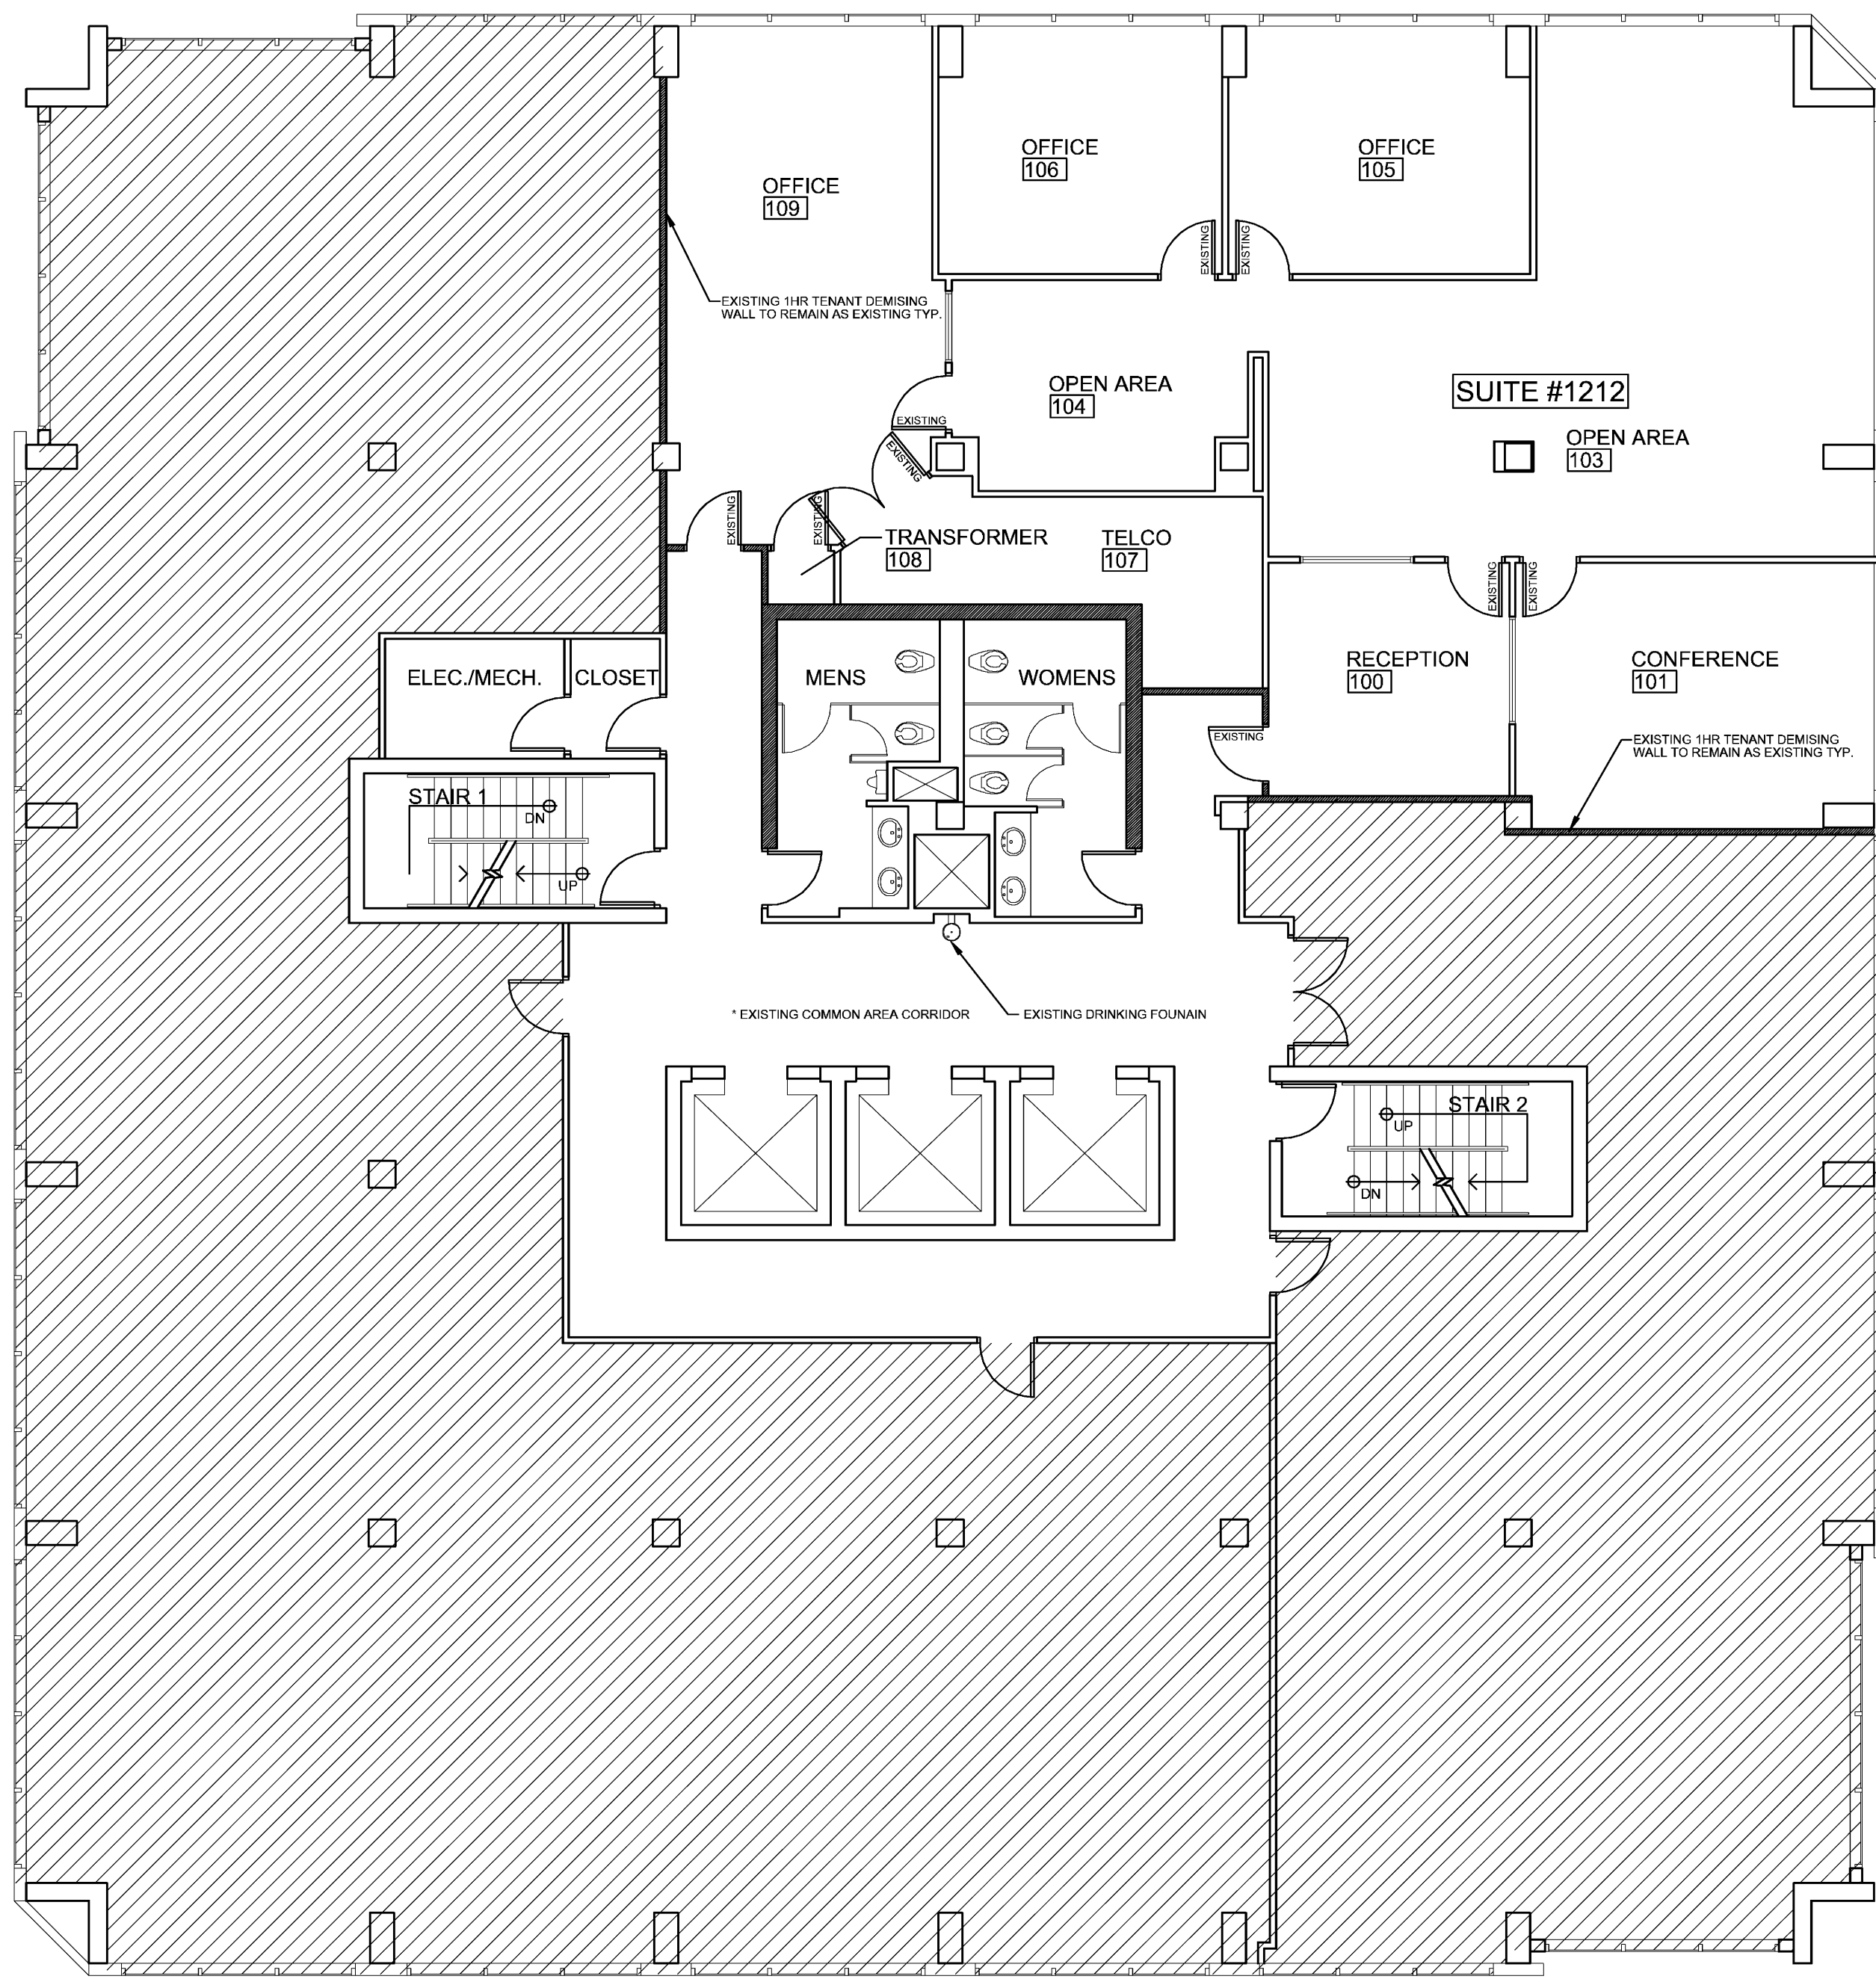 OFFICE
106
OFFICE
105
OFFICE
109
EXISTING
EXISTING
EXISTING 1HR TENANT DEMISING
WALL TO REMAIN AS EXISTING TYP.
OPEN AREA
104
SUITE #1212
EXISTING
OPEN AREA
103
EXISTING
EXISTING
EXISTING
TRANSFORMER
108
TELCO
107
EXISTING
EXISTING
ELEC./MECH.
CLOSET
MENS
WOMENS
RECEPTION
100
CONFERENCE
101
EXISTING
EXISTING 1HR TENANT DEMISING
WALL TO REMAIN AS EXISTING TYP.
STAIR 1
DN
UP
* EXISTING COMMON AREA CORRIDOR
EXISTING DRINKING FOUNAIN
STAIR 2
UP
DN